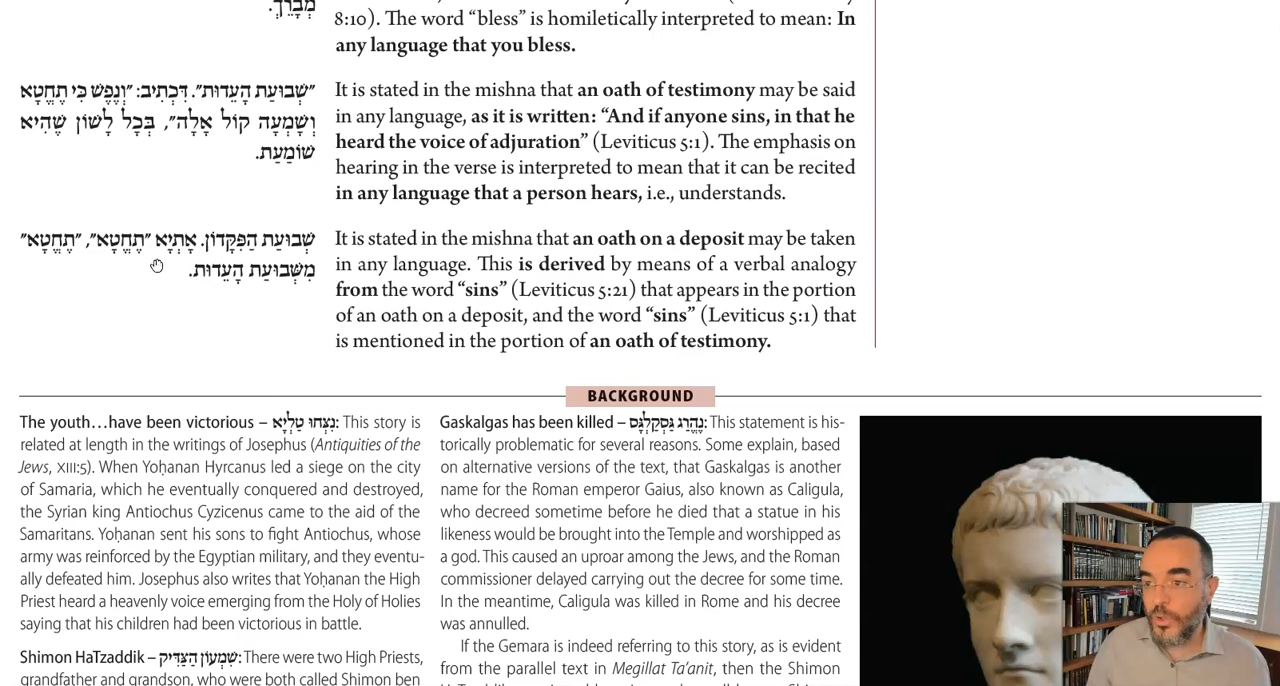 מְבָרֵךְ.
8:10). The word “bless” is homiletically interpreted to mean: In
any language that you bless.
״שְׁבוּעַת הָעֵדוּת״. דִּכְתִיב: ״וְנֶפֶשׁ כִּי תֶחֱטָא
וְשָׁמְעָה קוֹל אָלָה״, בְּכׇל לָשׁוֹן שֶׁהִיא
שׁוֹמַעַת.
It is stated in the mishna that an oath of testimony may be said
in any language, as it is written: “And if anyone sins, in that he
heard the voice of adjuration” (Leviticus 5:1). The emphasis on
hearing in the verse is interpreted to mean that it can be recited
in any language that a person hears, i.e., understands.
שְׁבוּעַת הַפִּקָּדוֹן. אָתְיָא ״תֶּחֱטָא״, ״תֶּחֱטָא״
מִשְּׁבוּעַת הָעֵדוּת.
It is stated in the mishna that an oath on a deposit may be taken
in any language. This is derived by means of a verbal analogy
from the word “sins” (Leviticus 5:21) that appears in the portion
of an oath on a deposit, and the word “sins” (Leviticus 5:1) that
is mentioned in the portion of an oath of testimony.
BACKGROUND
The youth…have been victorious – נִצְּחוּ טַלְיָא: This story is
related at length in the writings of Josephus (Antiquities of the
Jews, XIII:5). When Yoḥanan Hyrcanus led a siege on the city
of Samaria, which he eventually conquered and destroyed,
the Syrian king Antiochus Cyzicenus came to the aid of the
Samaritans. Yoḥanan sent his sons to fight Antiochus, whose
army was reinforced by the Egyptian military, and they eventu-
ally defeated him. Josephus also writes that Yoḥanan the High
Priest heard a heavenly voice emerging from the Holy of Holies
saying that his children had been victorious in battle.
Shimon HaTzaddik – שִׁמְעוֹן הַצַּדִּיק: There were two High Priests,
grandfather and grandson, who were both called Shimon ben
Gaskalgas has been killed – נֶהֱרַג גַּסְקַלְגַּס: This statement is his-
torically problematic for several reasons. Some explain, based
on alternative versions of the text, that Gaskalgas is another
name for the Roman emperor Gaius, also known as Caligula,
who decreed sometime before he died that a statue in his
likeness would be brought into the Temple and worshipped as
a god. This caused an uproar among the Jews, and the Roman
commissioner delayed carrying out the decree for some time.
In the meantime, Caligula was killed in Rome and his decree
was annulled.
If the Gemara is indeed referring to this story, as is evident
from the parallel text in Megillat Ta’anit, then the Shimon